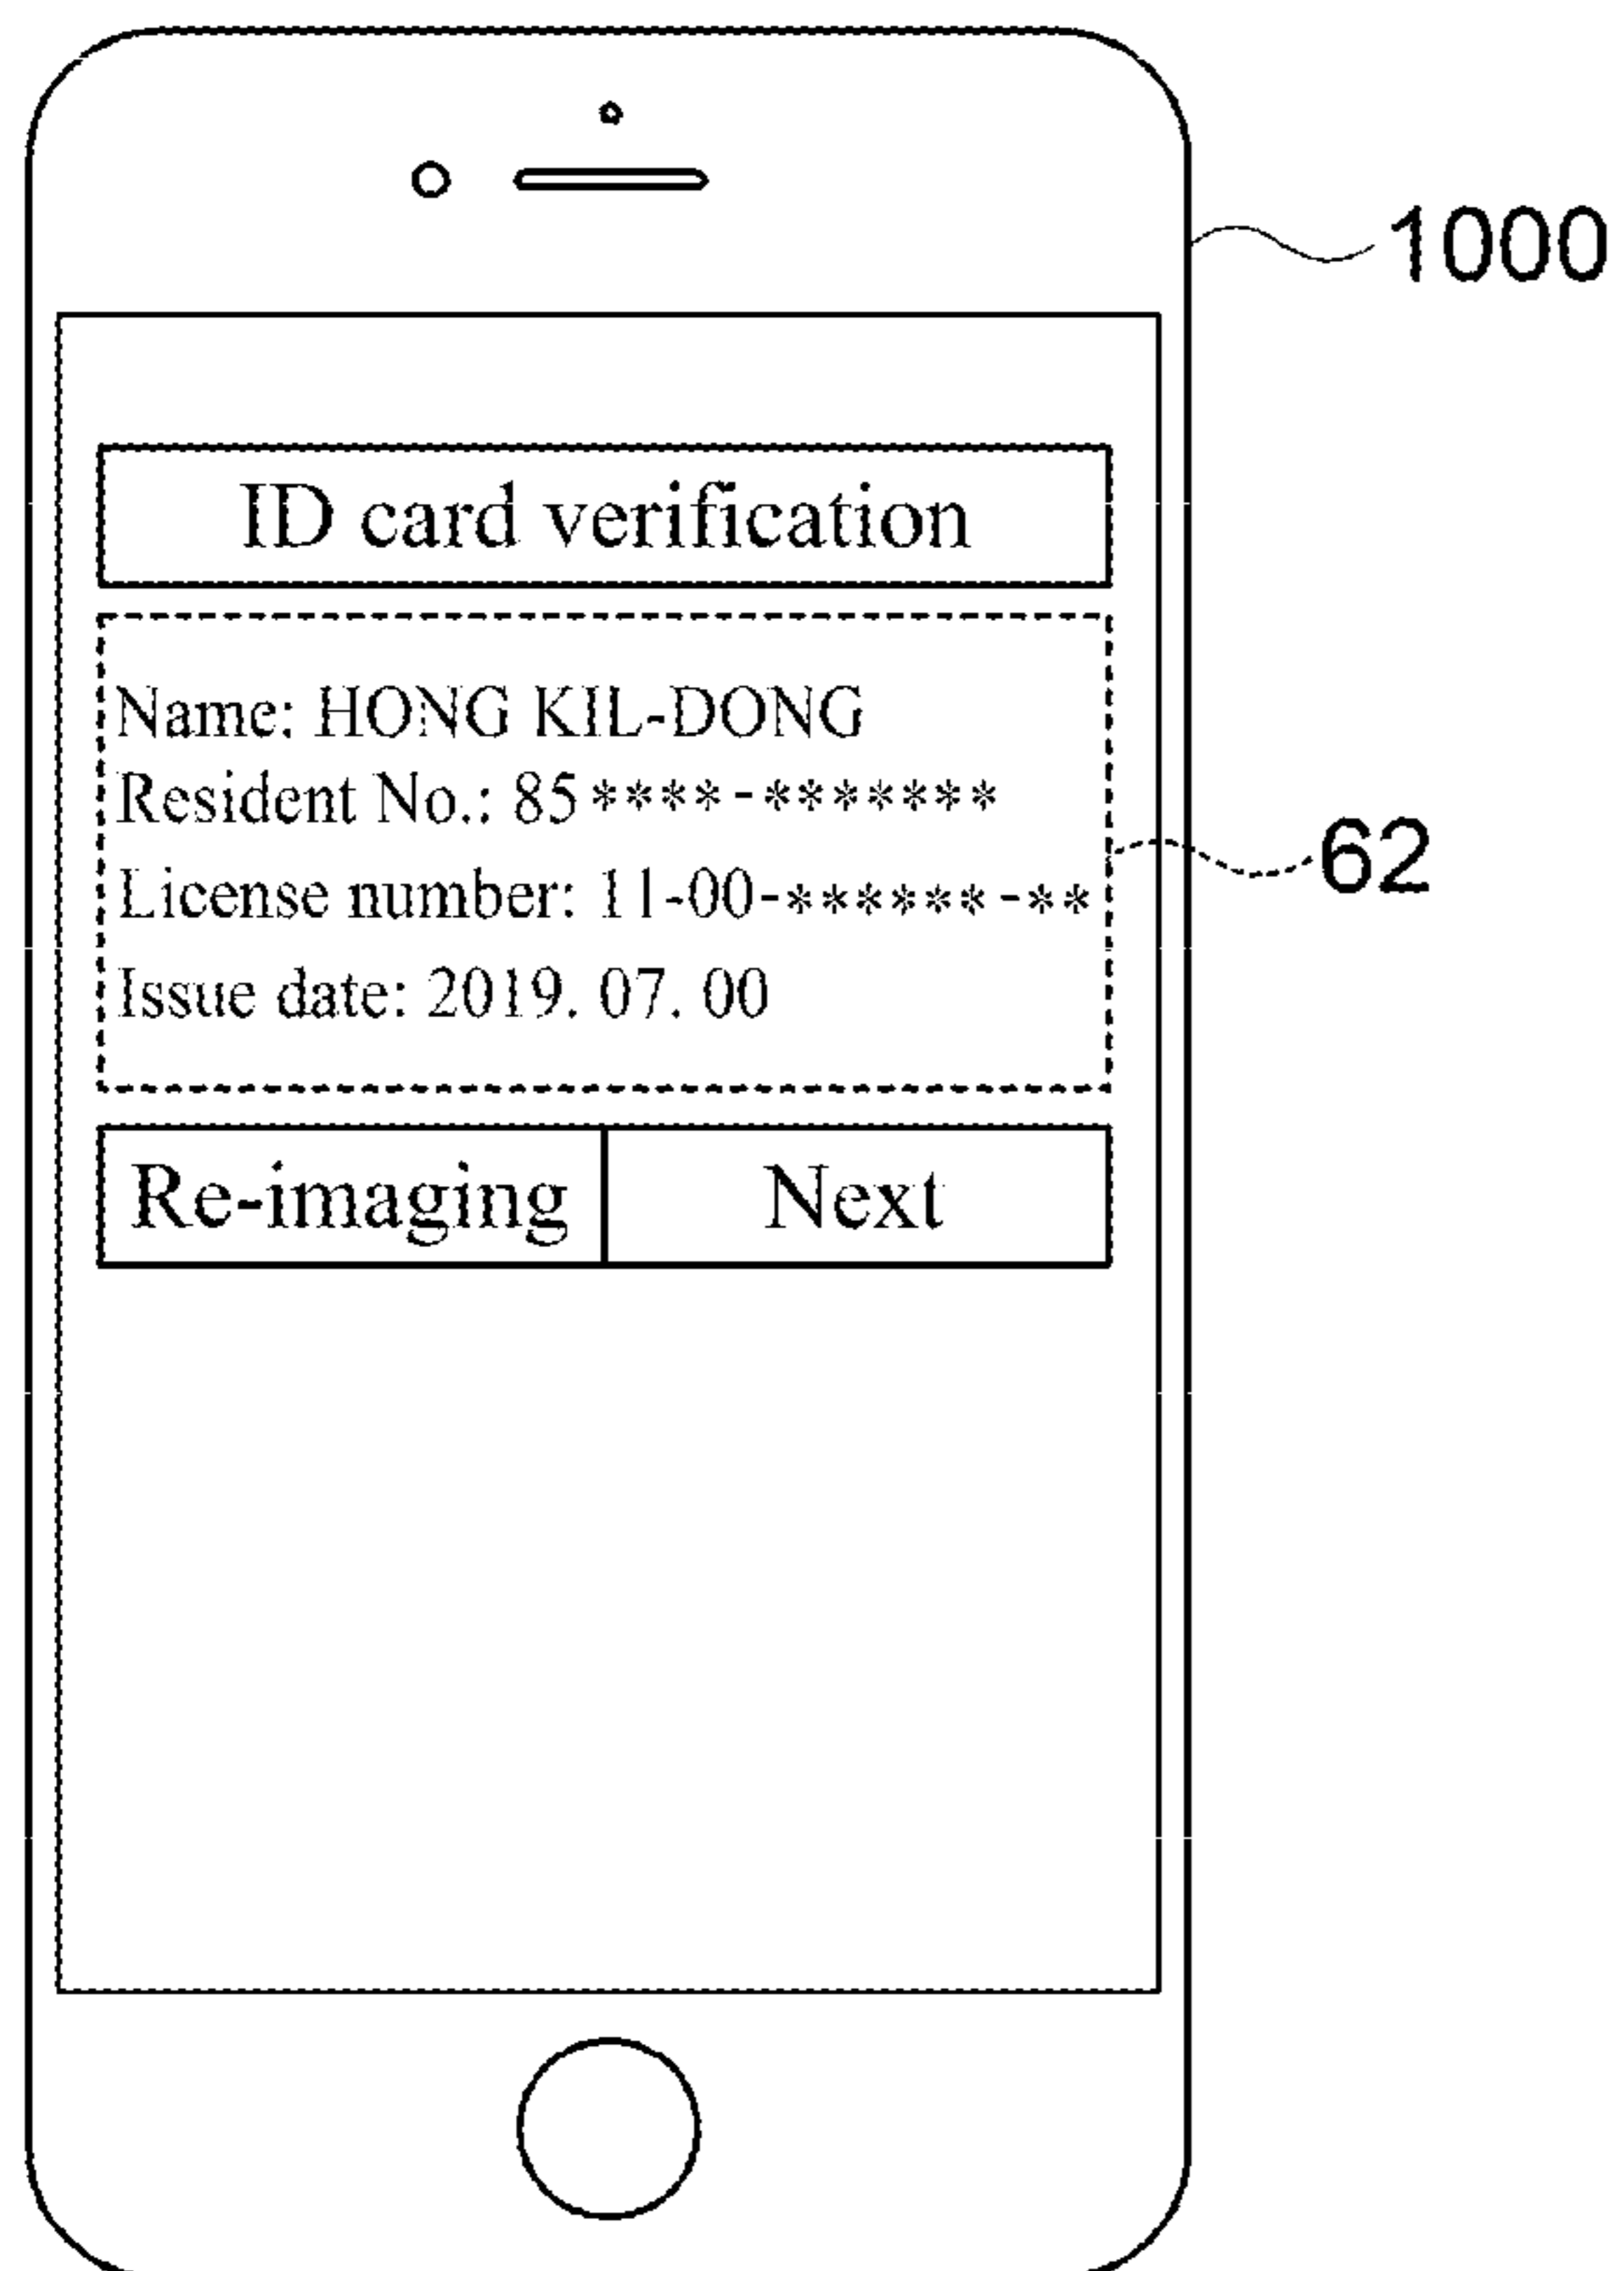 1000
ID card verification
Name: HONG KIL-DONG
Resident No.: 85****-*******
License number: 11-00-******-**
62
Issue date: 2019. 07. 00
Re-imaging
Next